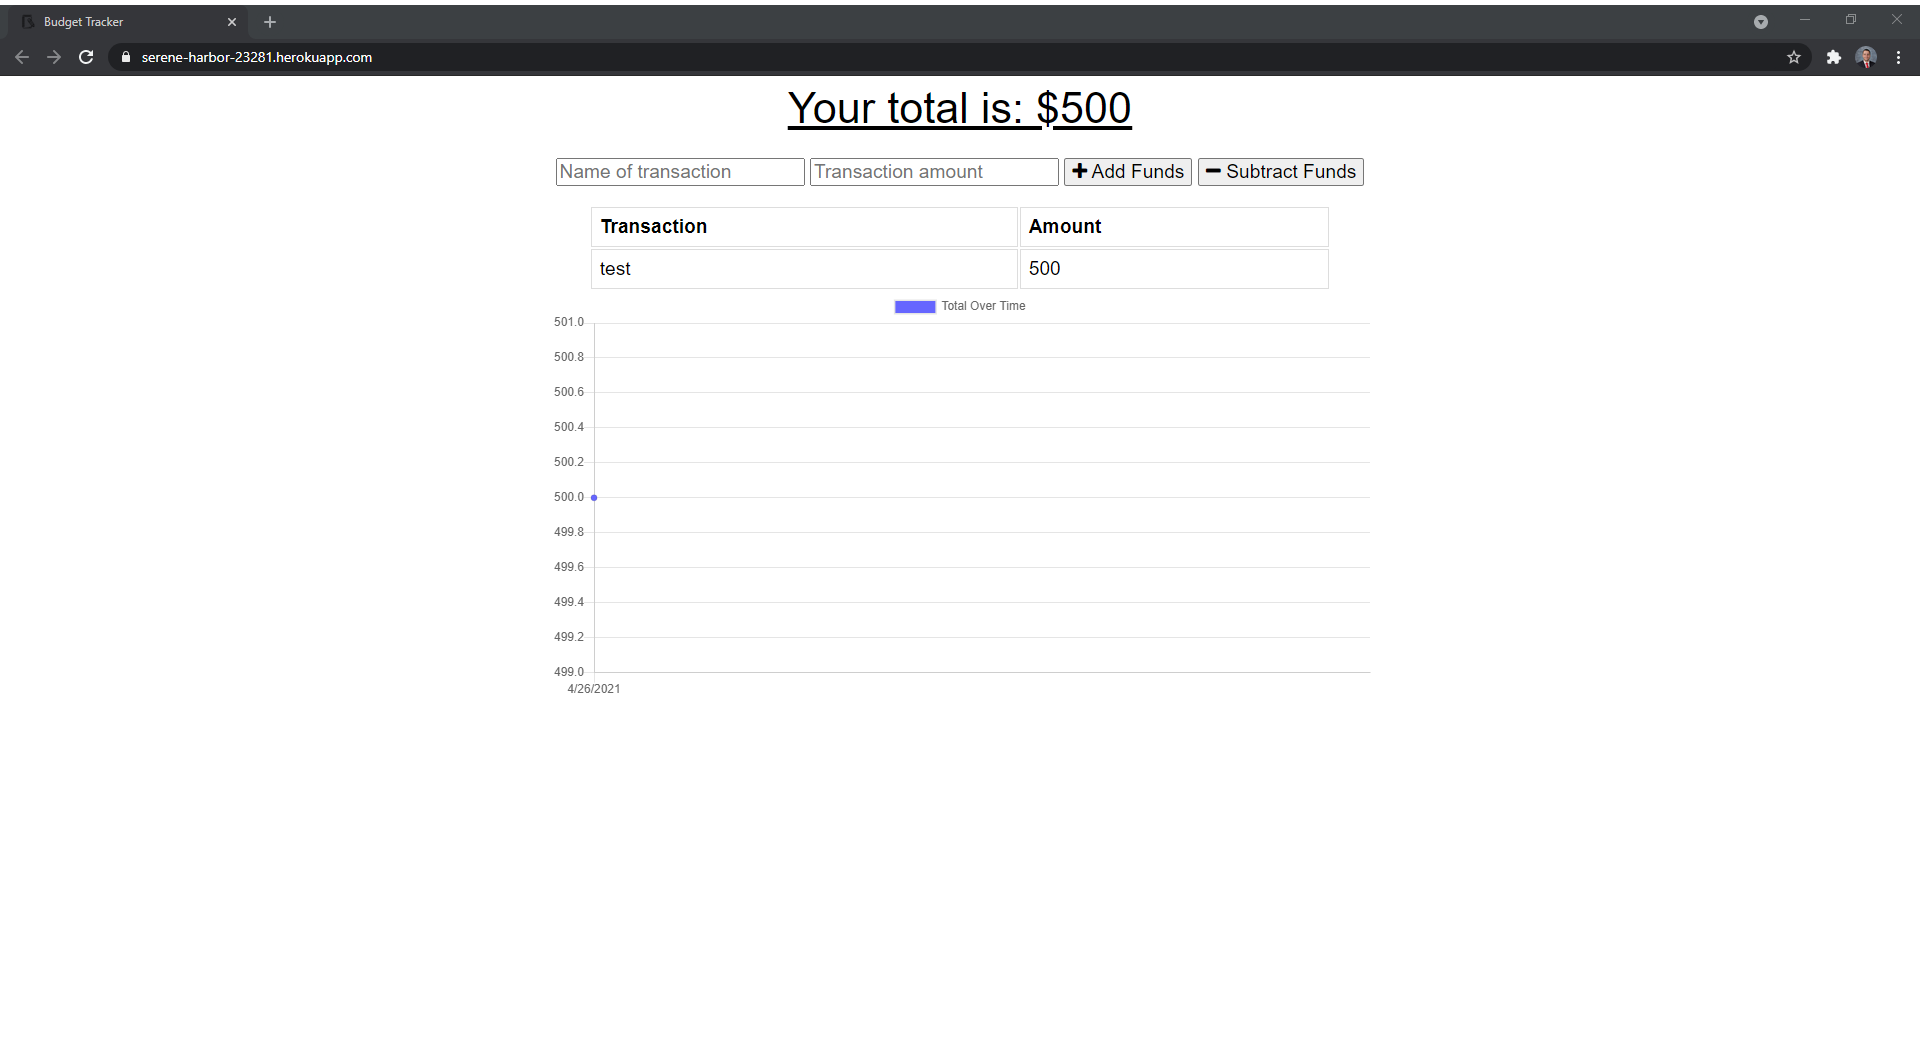 Budget Tracker
serene-harbor-23281.herokuapp.com
Your total is: $500
Name of transaction Transaction amount Add Funds Subtract Funds
Transaction Amount
test 500
Total Over Time
501.0
500.8
500.6
500.4
500.2
500.0
499.8
499.6
499.4
499.2
499.0
4/26/2021